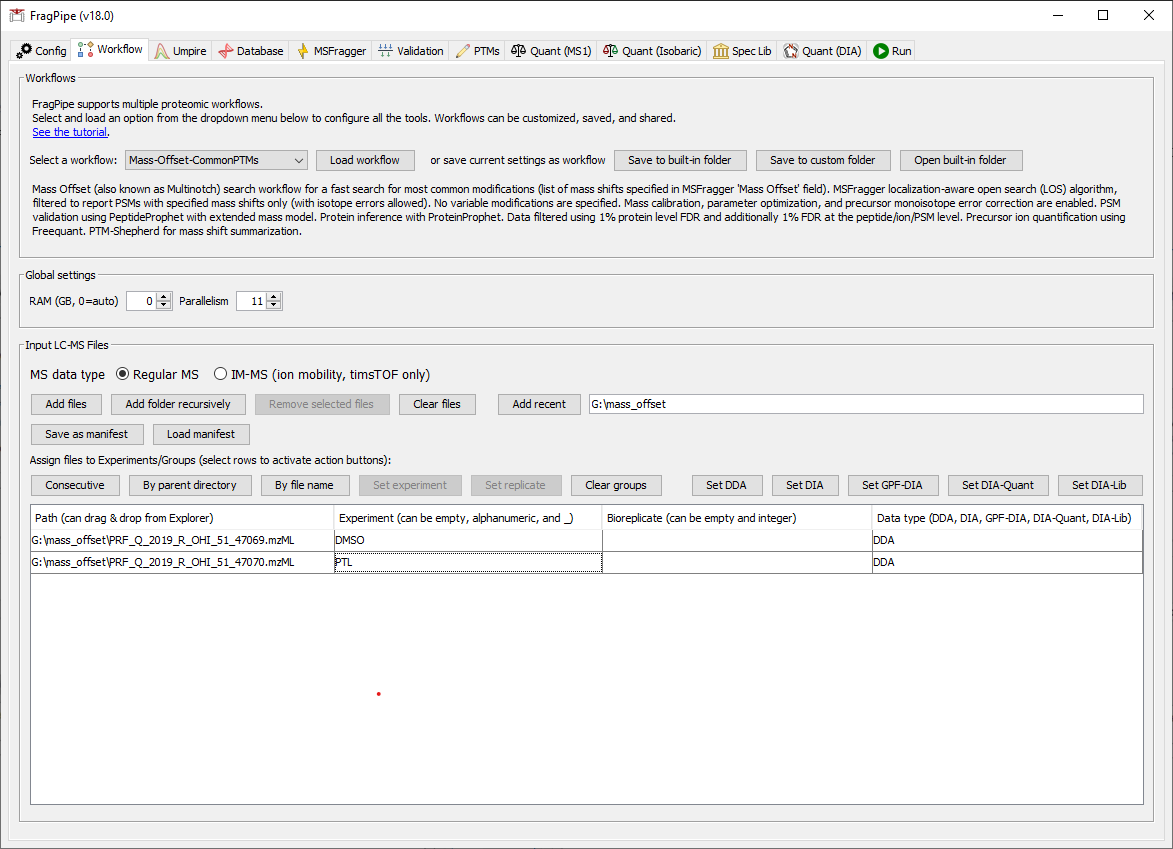 FragPipe (v18.0)
Config Workflow Umpire Database MSFragger Validation PTMs Quant (MS1) Quant (Isobaric) Spec Lib Quant (DIA) Run
Workflows
FragPipe supports multiple proteomic workflows.
Select and load an option from the dropdown menu below to configure all the tools. Workflows can be customized, saved, and shared.
See the tutorial.
Select a workflow: Mass-Offset-CommonPTMs Load workflow or save current settings as workflow Save to built-in folder Save to custom folder Open built-in folder
Mass Offset (also known as Multinotch) search workflow for a fast search for most common modifications (list of mass shifts specified in MSFragger 'Mass Offset' field). MSFragger localization-aware open search (LOS) algorithm,
filtered to report PSMs with specified mass shifts only (with isotope errors allowed). No variable modifications are specified. Mass calibration, parameter optimization, and precursor monoisotope error correction are enabled. PSM
validation using PeptideProphet with extended mass model. Protein inference with ProteinProphet. Data filtered using 1% protein level FDR and additionally 1% FDR at the peptide/ion/PSM level. Precursor ion quantification using
Freequant. PTM-Shepherd for mass shift summarization.
Global settings
RAM (GB, 0=auto) 0 Parallelism 11
Input LC-MS Files
MS data type Regular MS IM-MS (ion mobility, timsTOF only)
Add files Add folder recursively Remove selected files Clear files Add recent G:\mass_offset
Save as manifest Load manifest
Assign files to Experiments/Groups (select rows to activate action buttons):
Consecutive By parent directory By file name Set experiment Set replicate Clear groups Set DDA Set DIA Set GPF-DIA Set DIA-Quant Set DIA-Lib
Path (can drag & drop from Explorer) Experiment (can be empty, alphanumeric, and _) Bioreplicate (can be empty and integer) Data type (DDA, DIA, GPF-DIA, DIA-Quant, DIA-Lib)
G:\mass_offset\PRF_Q_2019_R_OHI_51_47069.mzML DMSO DDA
G:\mass_offset\PRF_Q_2019_R_OHI_51_47070.mzML PTL DDA